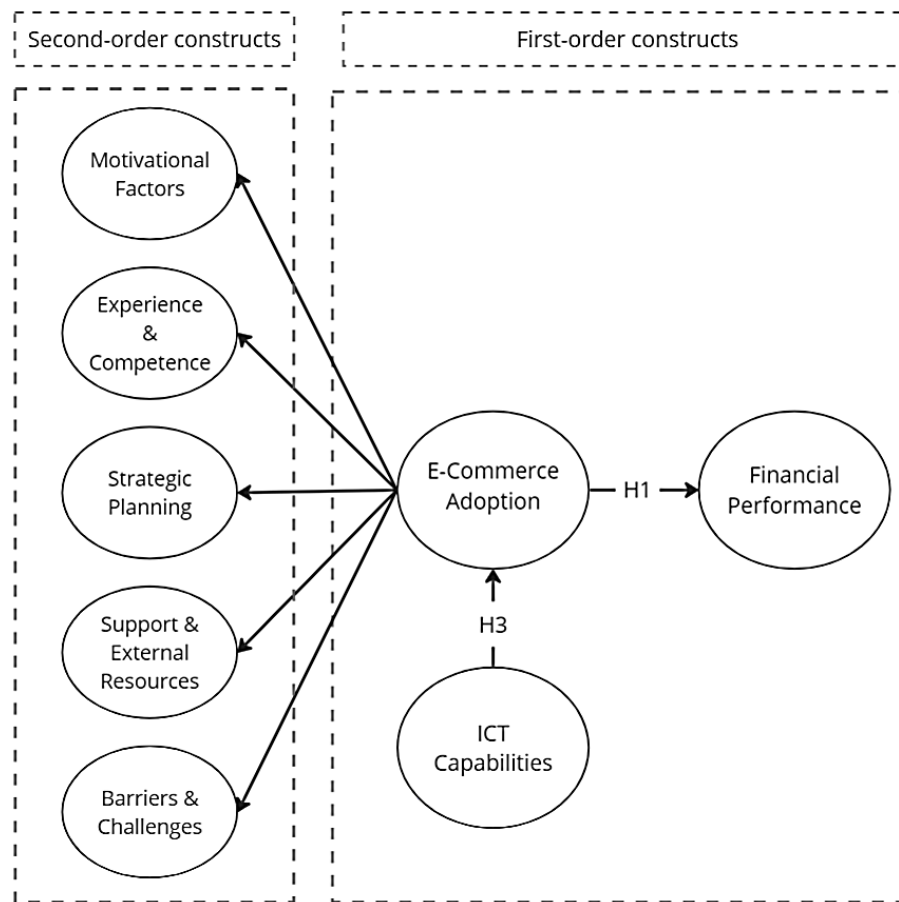 Second-order constructs
First-order constructs
Motivational
Factors
Experience
&
Competence
Strategic
Planning
Support &
External
Resources
Barriers &
Challenges
E-Commerce
Adoption
H1
Financial
Performance
H3
ICT
Capabilities